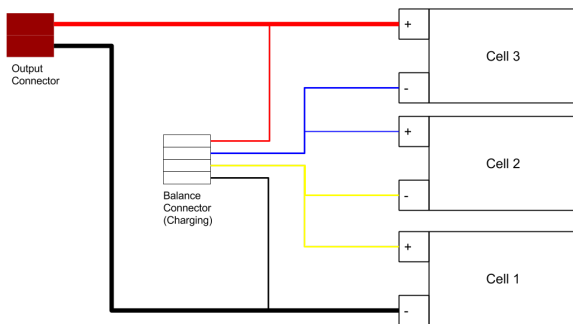 +
Cell 3
-
Output
Connector
+
Cell 2
-
Balance
Connector
(Charging)
+
Cell 1
-